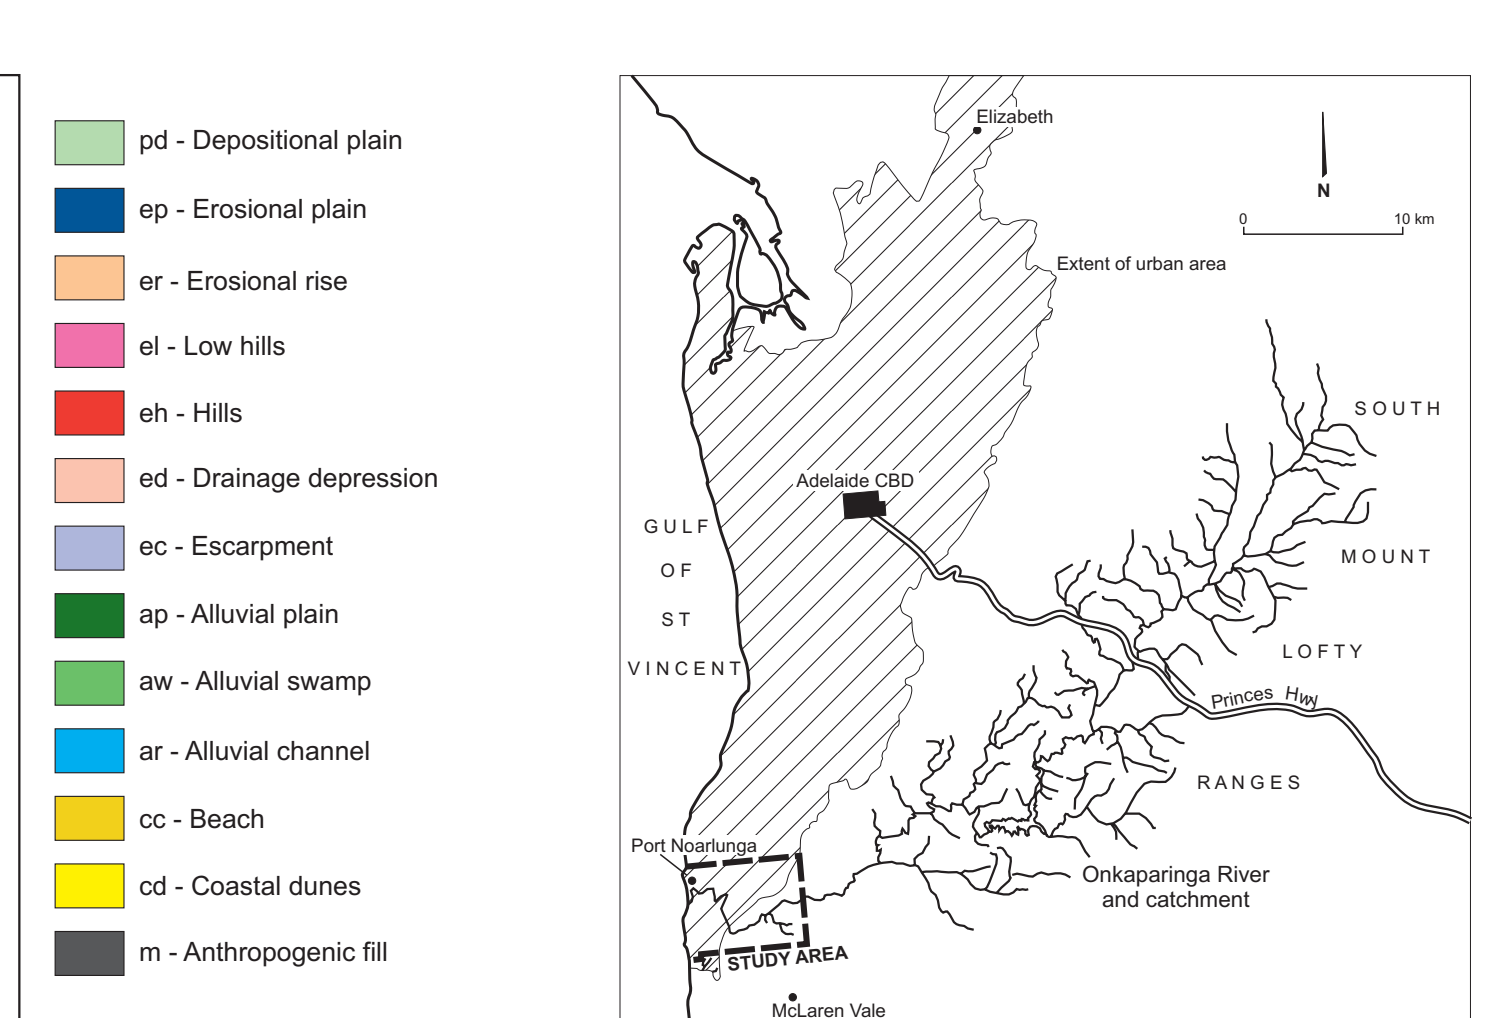 pd - Depositional plain
ep - Erosional plain
er - Erosional rise
el - Low hills
eh - Hills
ed - Drainage depression
ec - Escarpment
ap - Alluvial plain
aw - Alluvial swamp
ar - Alluvial channel
cc - Beach
cd - Coastal dunes
m - Anthropogenic fill
Elizabeth
N
0 10 km
Extent of urban area
SOUTH
Adelaide CBD
GULF
OF
ST
VINCENT
MOUNT
LOFTY
Princes Hwy
RANGES
Port Noarlunga
Onkaparinga River
and catchment
STUDY AREA
McLaren Vale